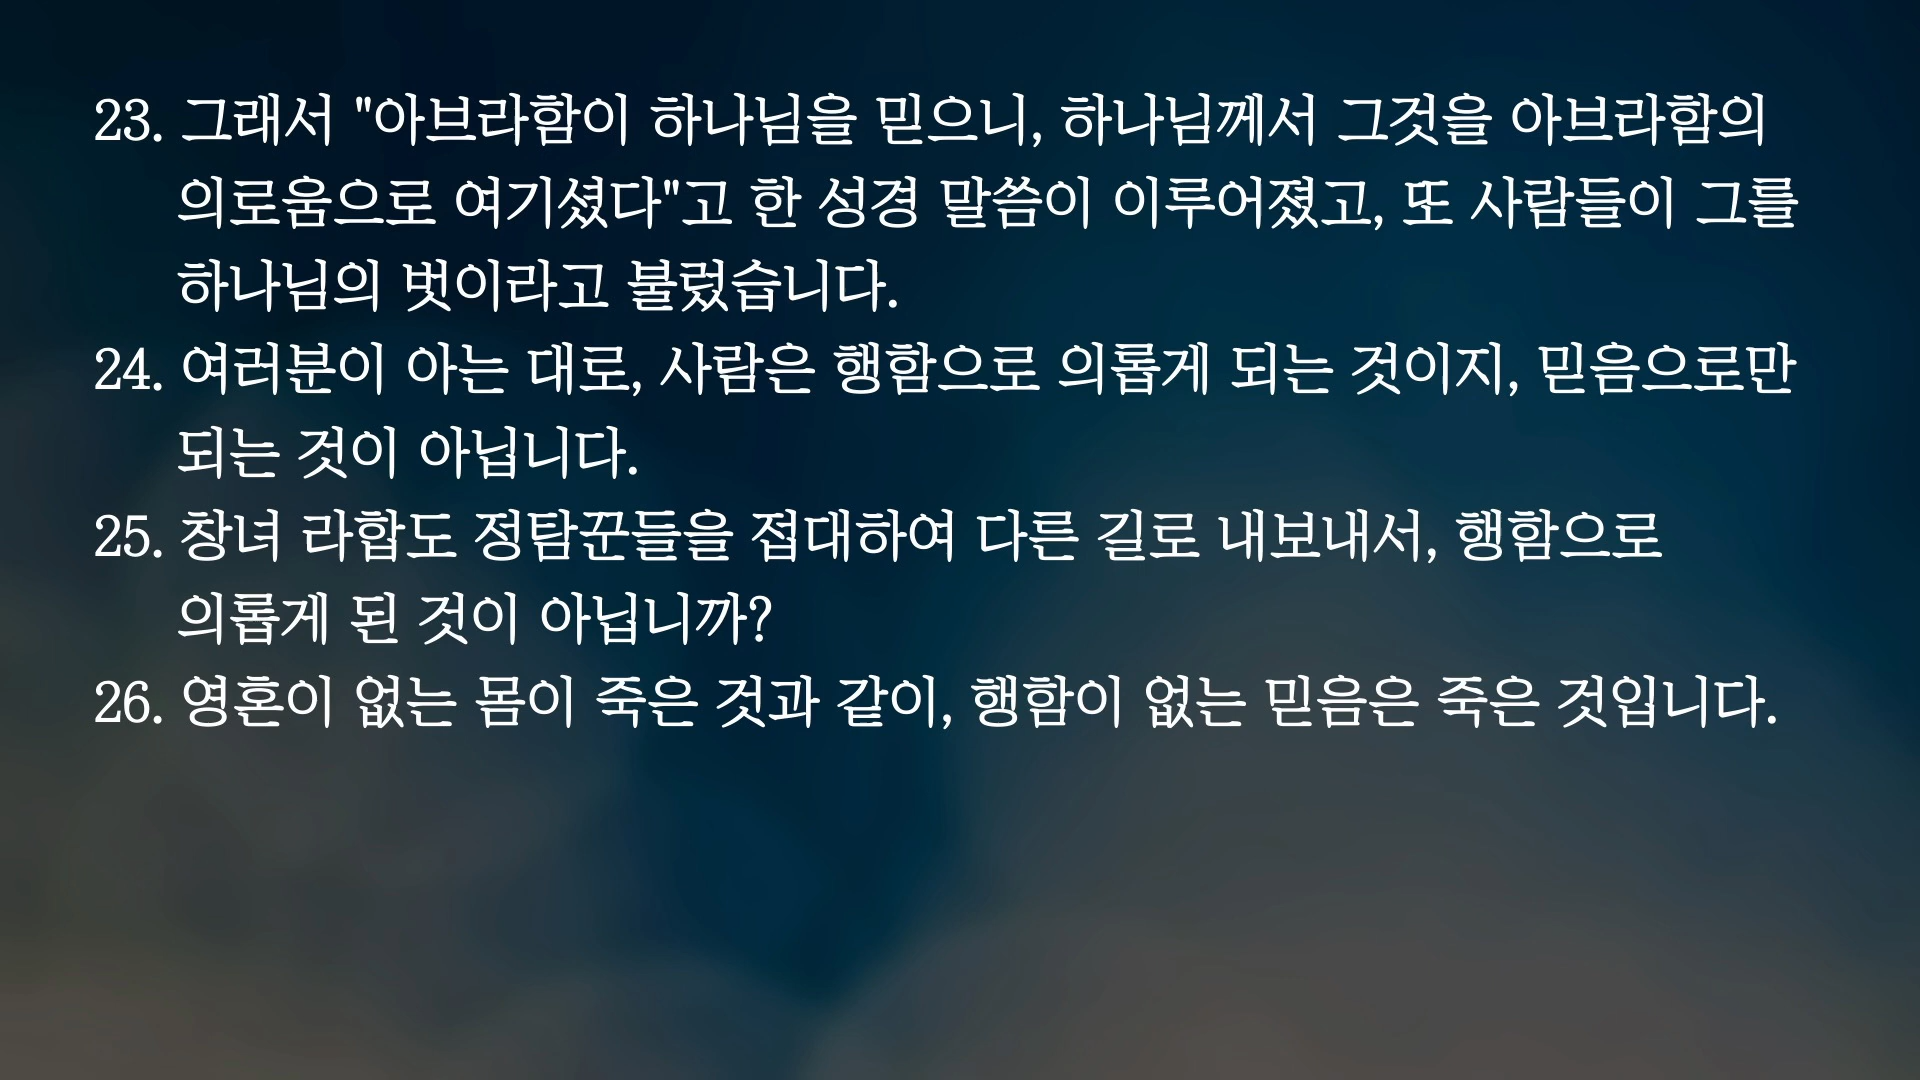 23. 그래서 "아브라함이 하나님을 믿으니, 하나님께서 그것을 아브라함의
의로움으로 여기셨다"고 한 성경 말씀이 이루어졌고, 또 사람들이 그를
하나님의 벗이라고 불렀습니다.
24. 여러분이 아는 대로, 사람은 행함으로 의롭게 되는 것이지, 믿음으로만
되는 것이 아닙니다.
25. 창녀 라합도 정탐꾼들을 접대하여 다른 길로 내보내서, 행함으로
의롭게 된 것이 아닙니까?
26. 영혼이 없는 몸이 죽은 것과 같이, 행함이 없는 믿음은 죽은 것입니다.